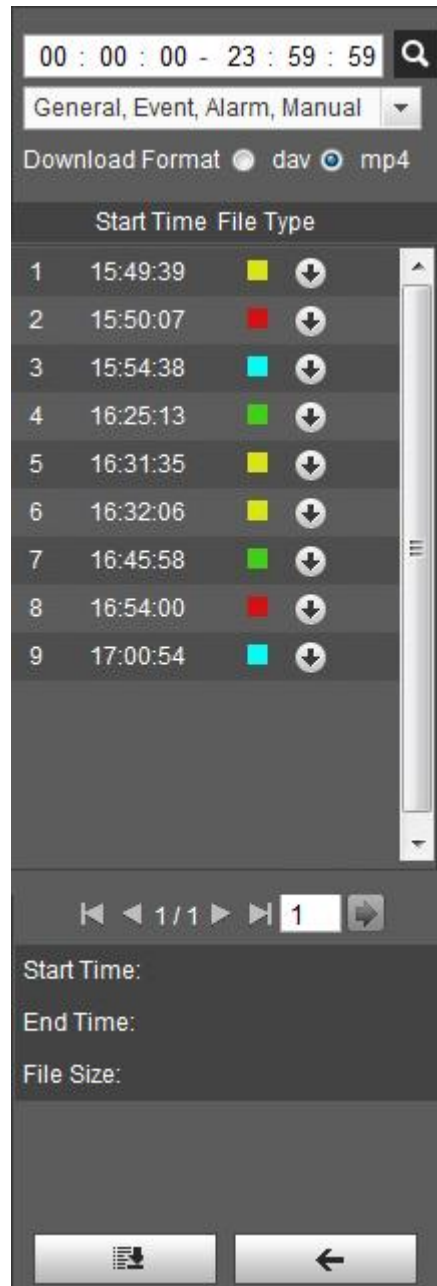 00 : 00 : 00 - 23 : 59 : 59
General, Event, Alarm, Manual
Download Format dav mp4
Start Time File Type
1 15:49:39
2 15:50:07
3 15:54:38
4 16:25:13
5 16:31:35
6 16:32:06
7 16:45:58
8 16:54:00
9 17:00:54
1 / 1 1
Start Time:
End Time:
File Size: